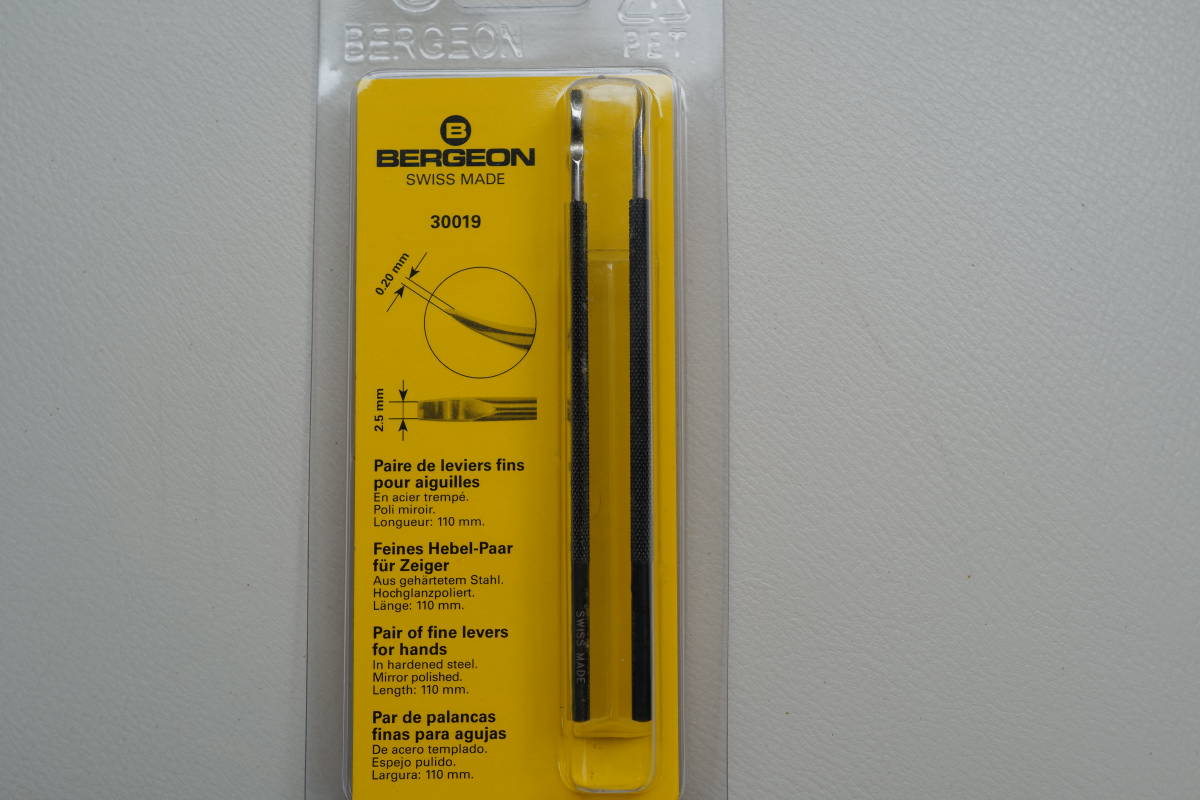 BERGEON
PET
B
BERGEON
SWISS MADE
30019
0.20 mm
2.5 mm
Paire de leviers fins
pour aiguilles
En acier trempé.
Poli miroir.
Longueur: 110 mm.
Feines Hebel-Paar
für Zeiger
Aus gehärtetem Stahl.
Hochglanzpoliert.
Länge: 110 mm.
Pair of fine levers
for hands
In hardened steel.
Mirror polished.
Length: 110 mm.
Par de palancas
finas para agujas
De acero templado.
Espejo pulido.
Largura: 110 mm.
SWISS MADE